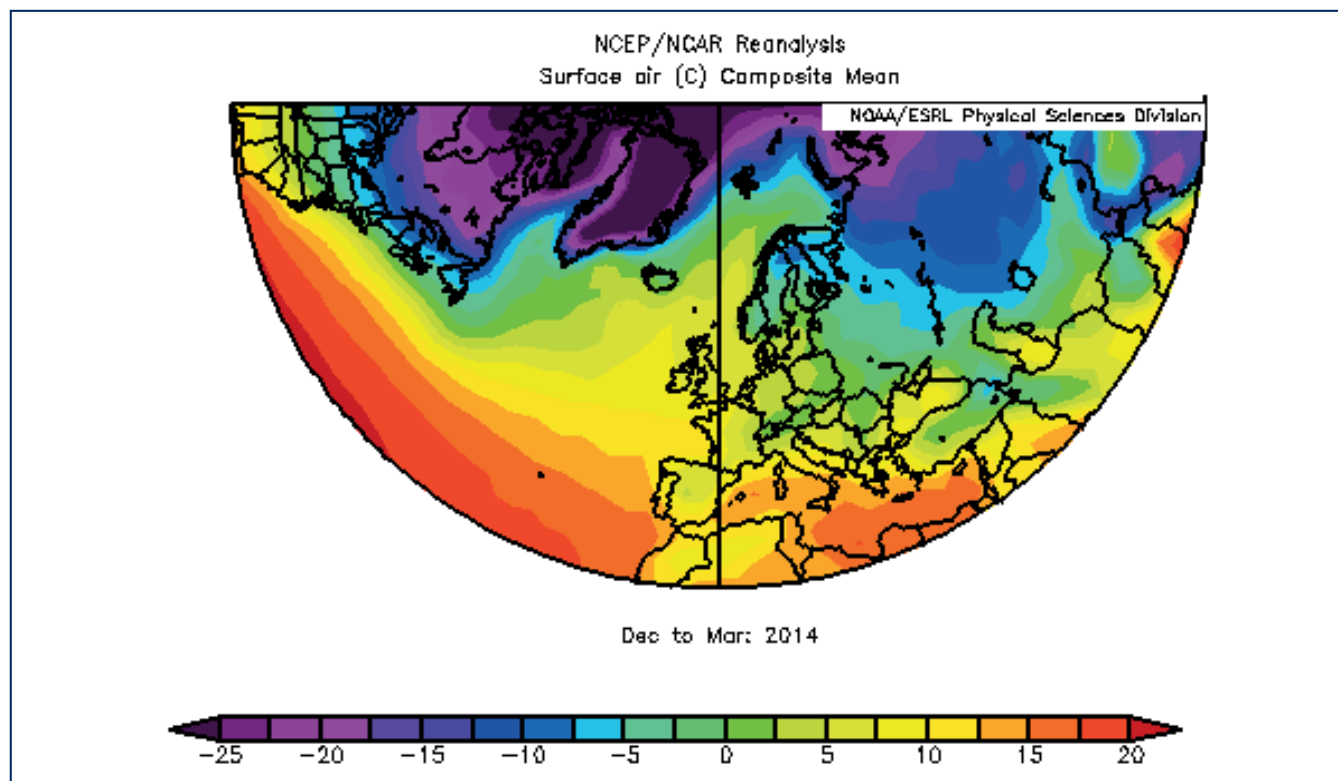 NCEP/NCAR Reanalysis
Surface air (C) Composite Mean
NOAA/ESRL Physical Sciences Division
Dec to Mar: 2014
-25 -20 -15 -10 -5 0 5 10 15 20